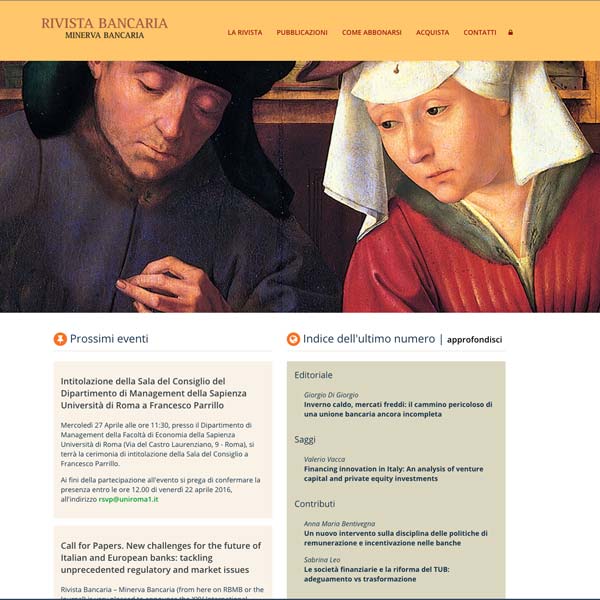 RIVISTA BANCARIA
MINERVA BANCARIA
LA RIVISTA
PUBBLICAZIONI
COME ABBONARSI
ACQUISTA
CONTATTI
Prossimi eventi
Intitolazione della Sala del Consiglio del
Dipartimento di Management della Sapienza
Università di Roma a Francesco Parrillo
Mercoledì 27 Aprile alle ore 11:30, presso il Dipartimento di
Management della Facoltà di Economia della Sapienza
Università di Roma (Via del Castro Laurenziano, 9 - Roma), si
terrà la cerimonia di intitolazione della Sala del Consiglio a
Francesco Parrillo.
Ai fini della partecipazione all'evento si prega di confermare la
presenza entro le ore 12.00 di venerdì 22 aprile 2016,
all'indirizzo rsvp@uniroma1.it
Call for Papers. New challenges for the future of
Italian and European banks: tackling
unprecedented regulatory and market issues
Rivista Bancaria – Minerva Bancaria (from here on RBMB or the
Indice dell'ultimo numero | approfondisci
Editoriale
Giorgio Di Giorgio
Inverno caldo, mercati freddi: il cammino pericoloso di
una unione bancaria ancora incompleta
Saggi
Valerio Vacca
Financing innovation in Italy: An analysis of venture
capital and private equity investments
Contributi
Anna Maria Bentivegna
Un nuovo intervento sulla disciplina delle politiche di
remunerazione e incentivazione nelle banche
Sabrina Leo
Le società finanziarie e la riforma del TUB:
adeguamento vs trasformazione